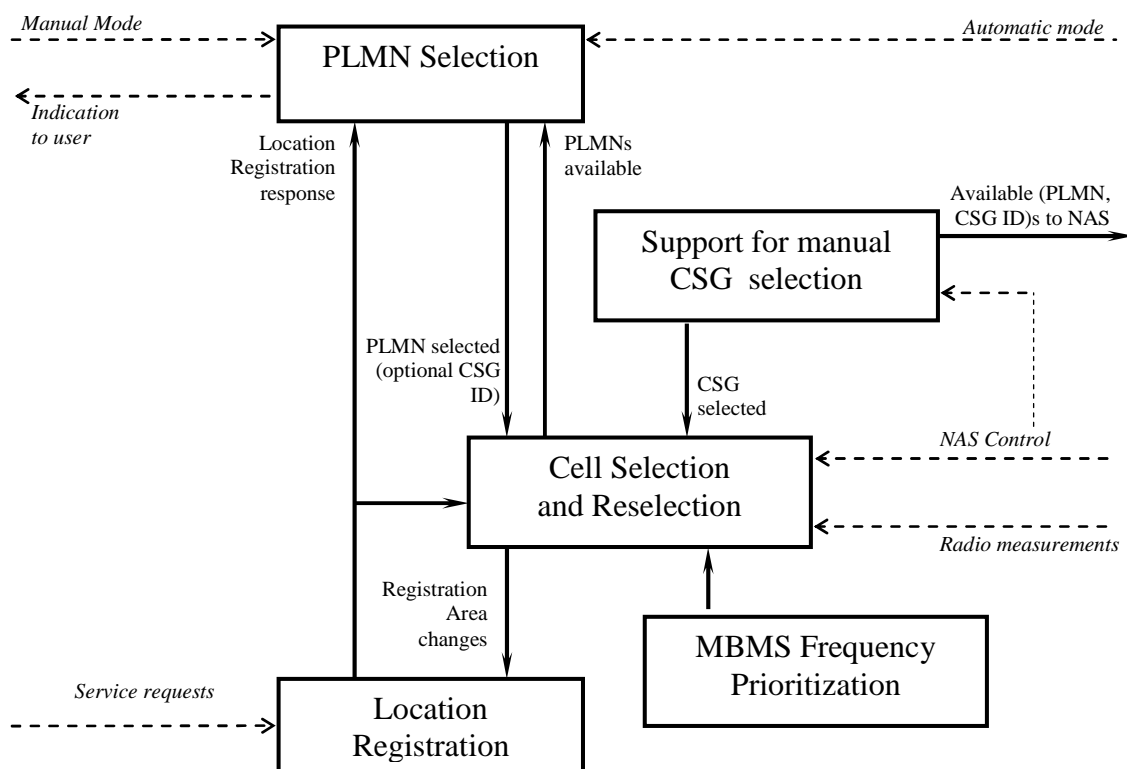 Manual Mode
Automatic mode
PLMN Selection
Indication
to user
Location
Registration
response
PLMNs
available
Available (PLMN,
CSG ID)s to NAS
Support for manual
CSG selection
PLMN selected
(optional CSG
ID)
CSG
selected
NAS Control
Cell Selection
and Reselection
Radio measurements
Registration
Area
changes
MBMS Frequency
Prioritization
Service requests
Location
Registration